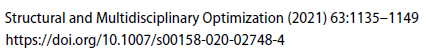 Structural and Multidisciplinary Optimization (2021) 63:1135–1149
https://doi.org/10.1007/s00158-020-02748-4